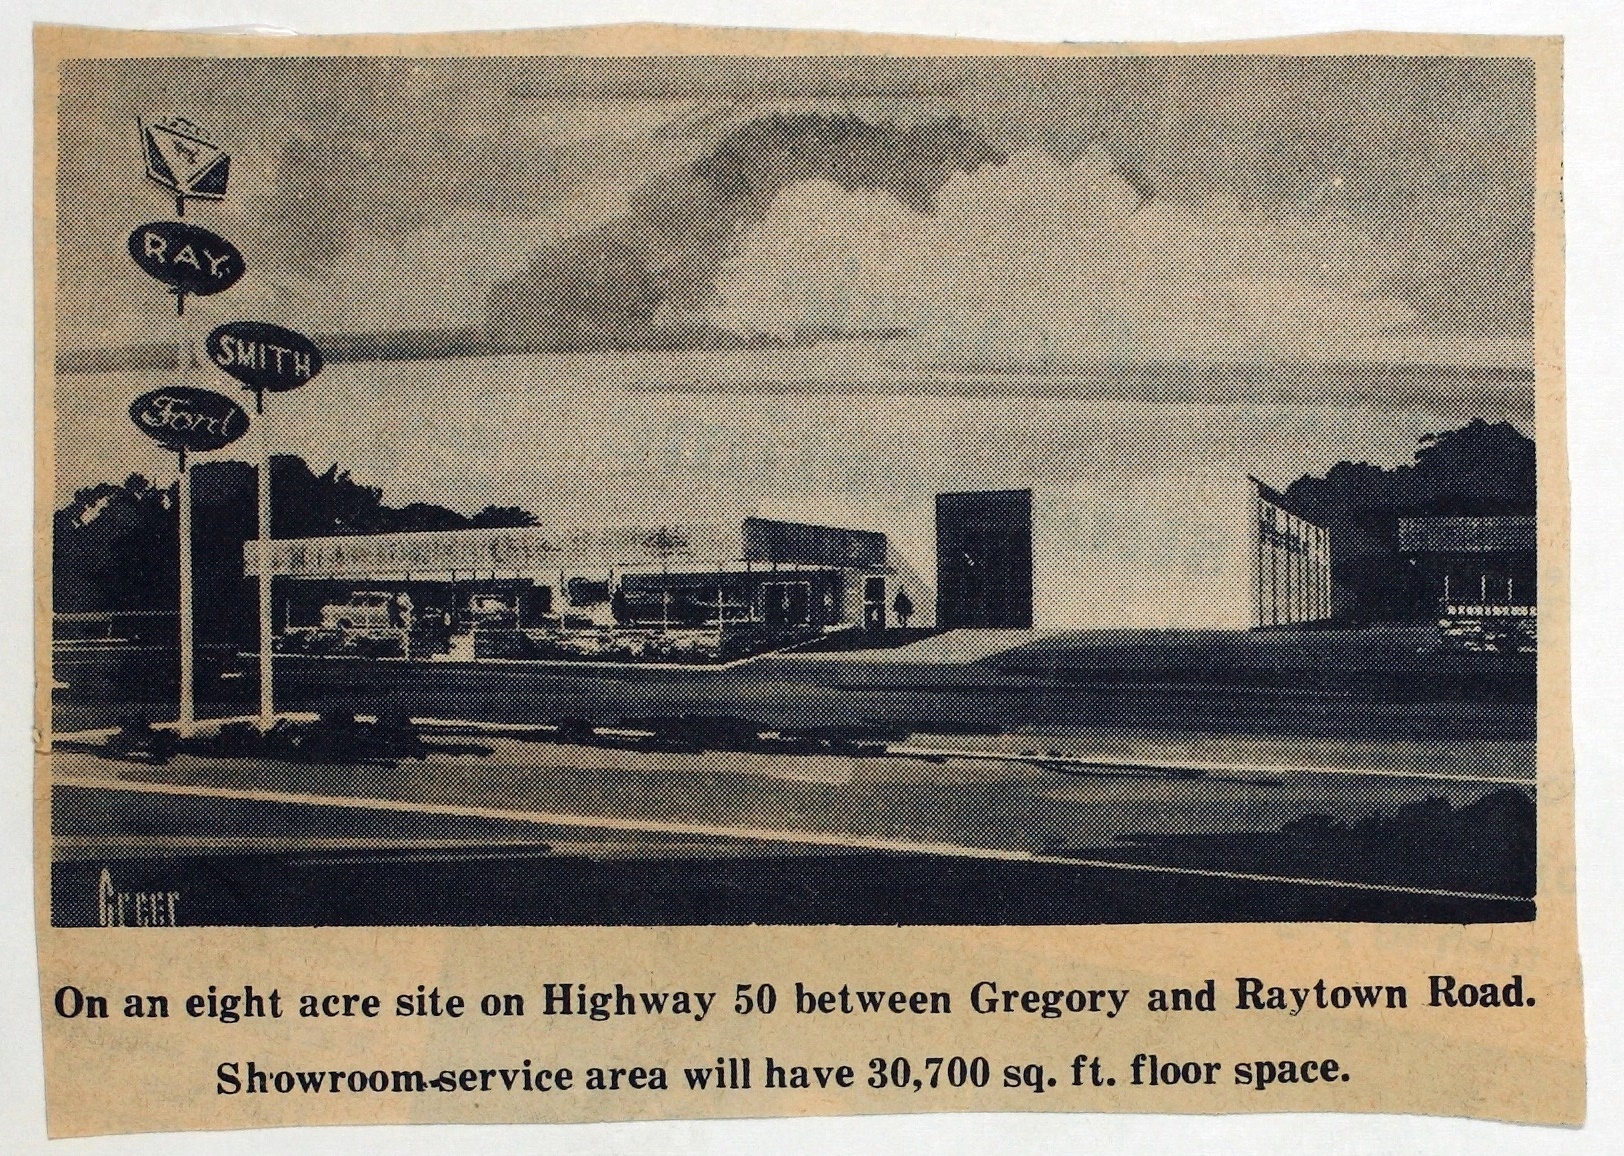 RAY
SMITH
Ford
Greer
On an eight acre site on Highway 50 between Gregory and Raytown Road.
Showroom-service area will have 30,700 sq. ft. floor space.